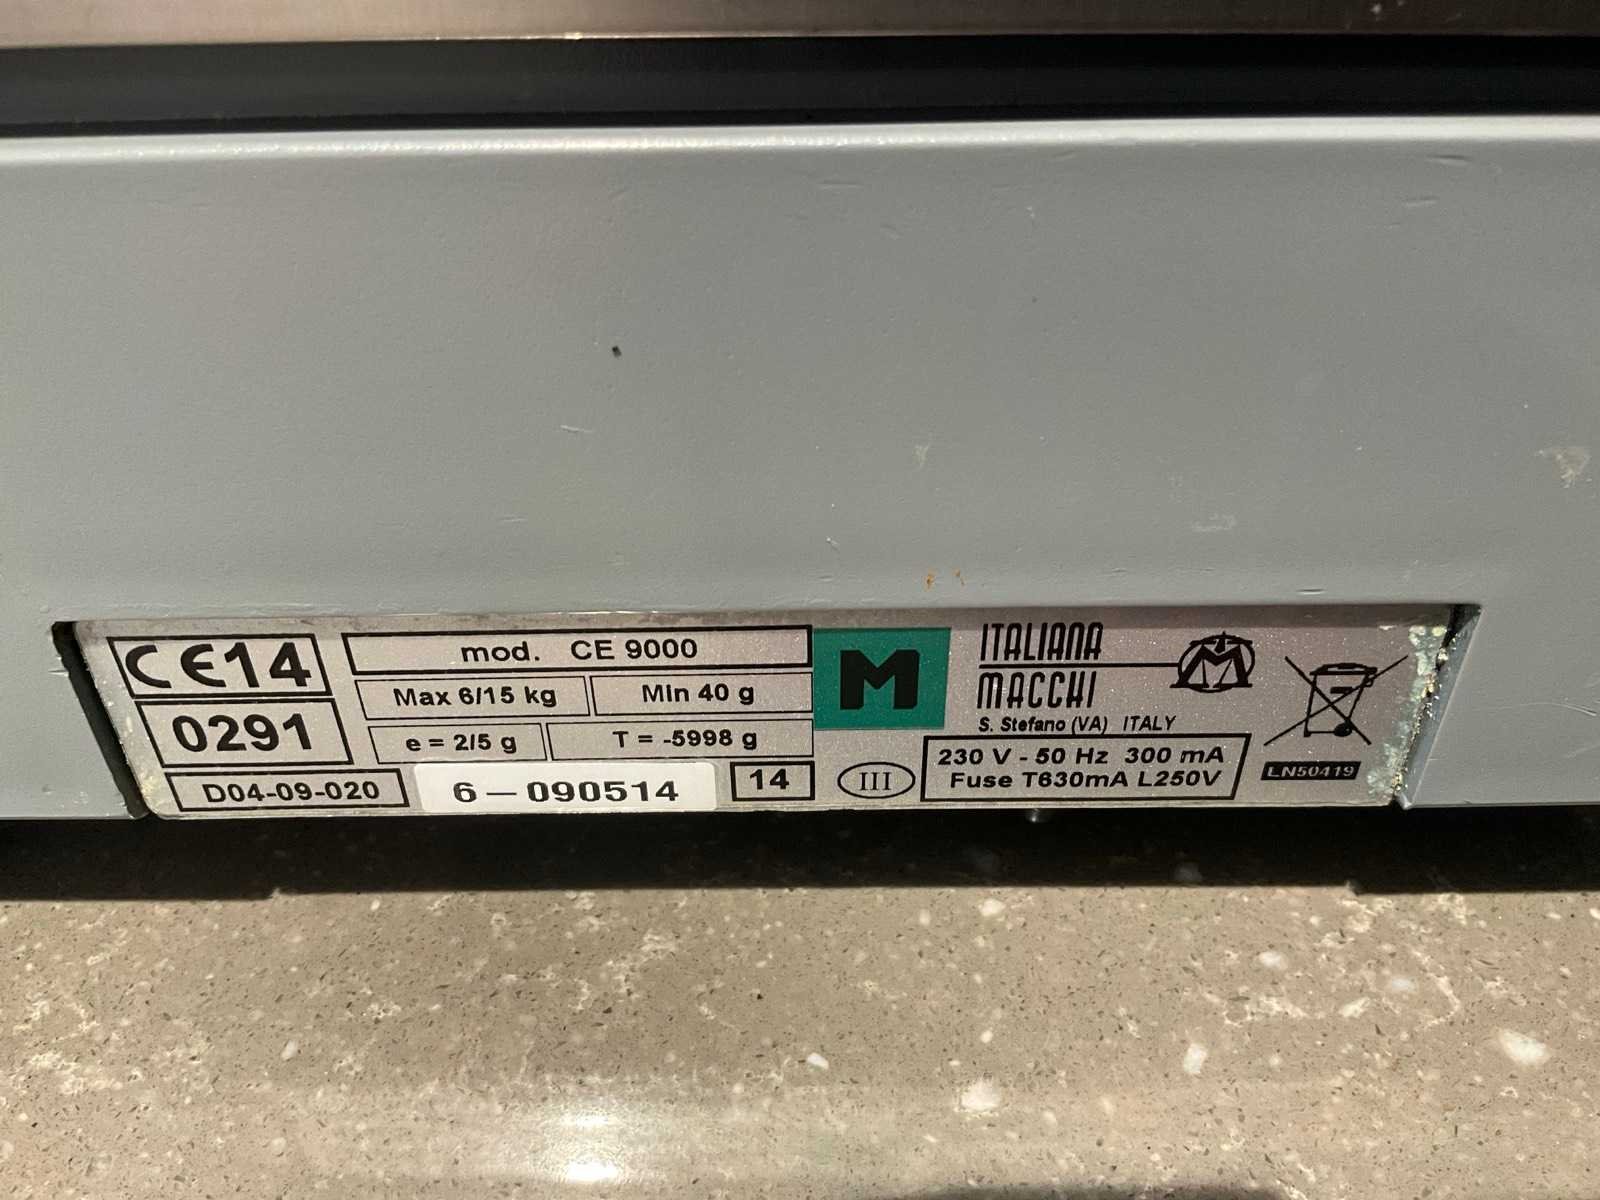 CE14
0291
D04-09-020
mod. CE 9000
Max 6/15 kg
Min 40 g
e = 2/5 g
T = -5998 g
6 — 090514
14
M
ITALIANA
MACCHI
M
S. Stefano (VA) ITALY
III
230 V - 50 Hz 300 mA
Fuse T630mA L250V
LN50419